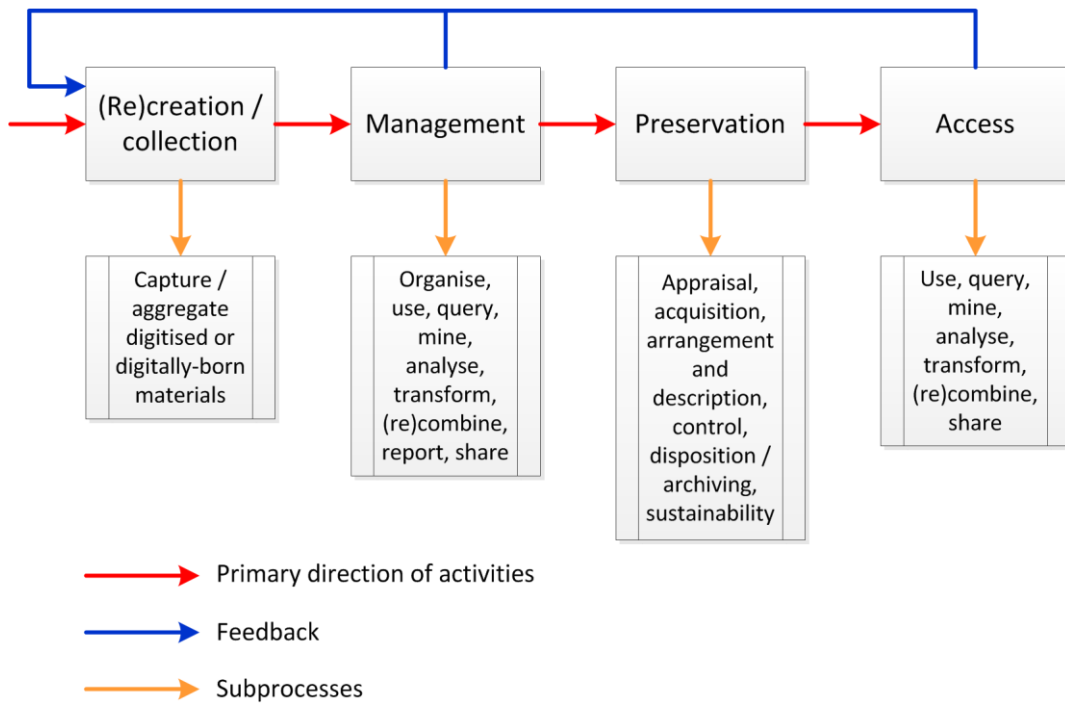 (Re)creation /
collection
Management
Preservation
Access
Capture /
aggregate
digitised or
digitally-born
materials
Organise,
use, query,
mine,
analyse,
transform,
(re)combine,
report, share
Appraisal,
acquisition,
arrangement
and
description,
control,
disposition /
archiving,
sustainability
Use, query,
mine,
analyse,
transform,
(re)combine,
share
Primary direction of activities
Feedback
Subprocesses